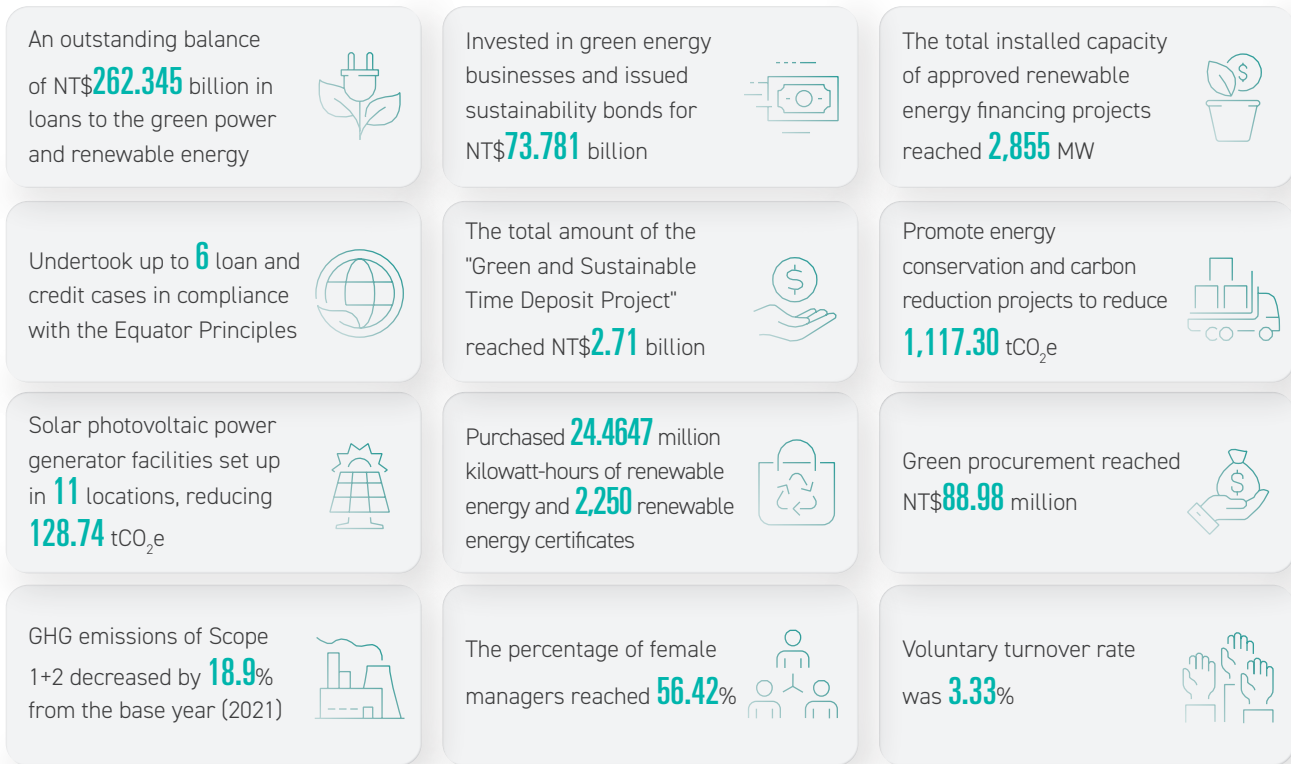 An outstanding balance
of NT$262.345 billion in
loans to the green power
and renewable energy
Invested in green energy
businesses and issued
sustainability bonds for
NT$73.781 billion
The total installed capacity
of approved renewable
energy financing projects
reached 2,855 MW
Undertook up to 6 loan and
credit cases in compliance
with the Equator Principles
The total amount of the
"Green and Sustainable
Time Deposit Project"
reached NT$2.71 billion
Promote energy
conservation and carbon
reduction projects to reduce
1,117.30 tCO₂e
Solar photovoltaic power
generator facilities set up
in 11 locations, reducing
128.74 tCO₂e
Purchased 24.4647 million
kilowatt-hours of renewable
energy and 2,250 renewable
energy certificates
Green procurement reached
NT$88.98 million
GHG emissions of Scope
1+2 decreased by 18.9%
from the base year (2021)
The percentage of female
managers reached 56.42%
Voluntary turnover rate
was 3.33%